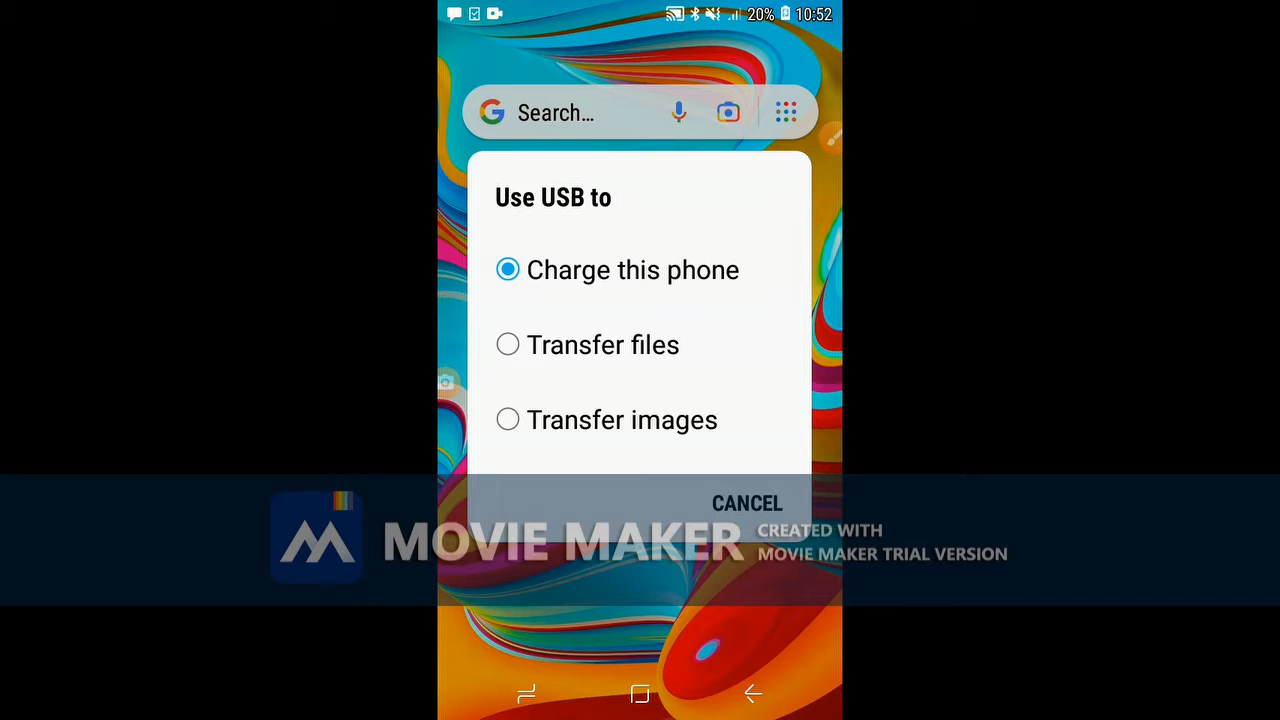 20% 10:52
Search...
Use USB to
Charge this phone
Transfer files
Transfer images
CANCEL
MOVIE MAKER
CREATED WITH
MOVIE MAKER TRIAL VERSION